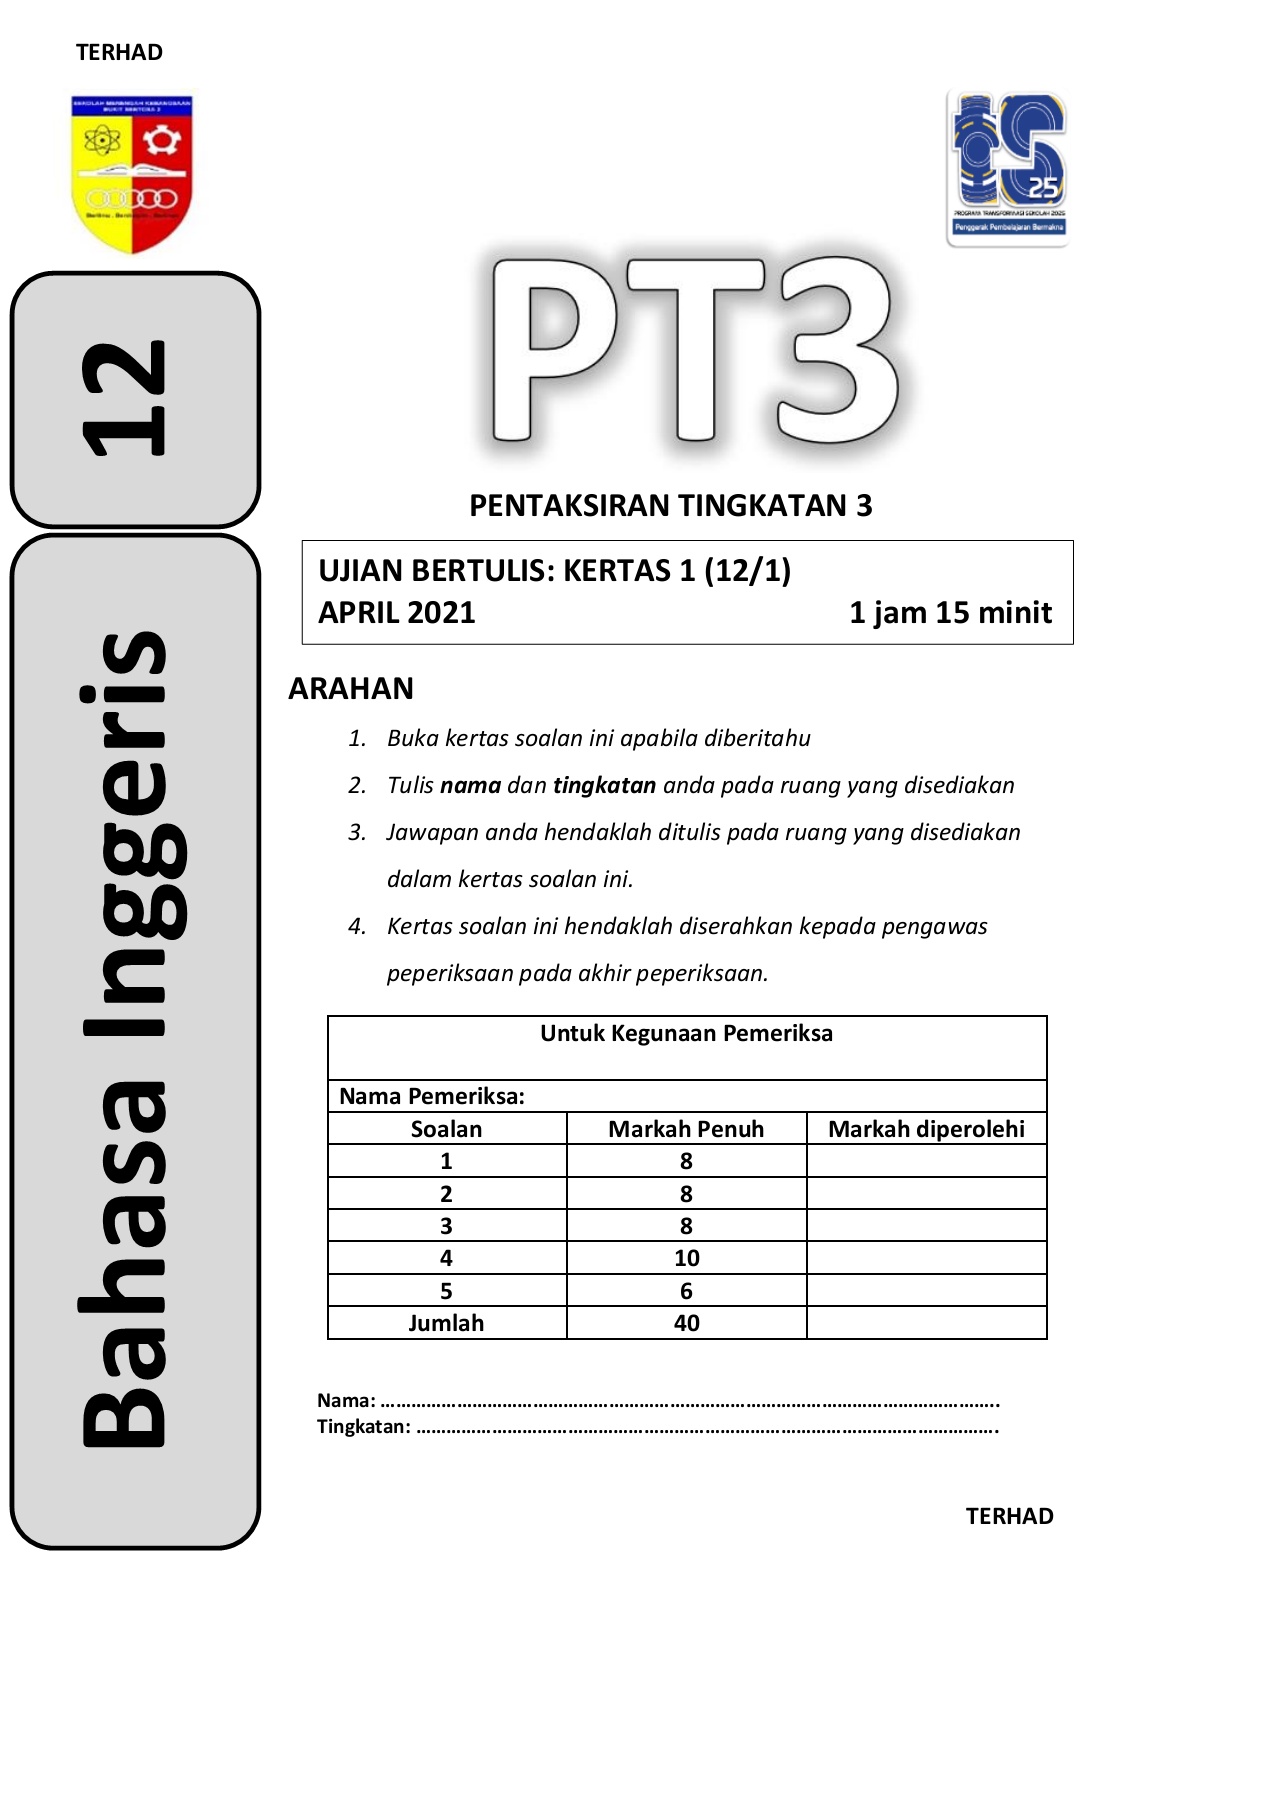 TERHAD
SEKOLAH MENENGAH KEBANGSAAN
BUKIT SENTOSA 2
25
PROGRAM TRANSFORMASI SEKOLAH 2025
Penggerak Pembelajaran Bermakna
12
Bahasa Inggeris
PT3
PENTAKSIRAN TINGKATAN 3
UJIAN BERTULIS: KERTAS 1 (12/1)
APRIL 2021 1 jam 15 minit
ARAHAN
1. Buka kertas soalan ini apabila diberitahu
2. Tulis nama dan tingkatan anda pada ruang yang disediakan
3. Jawapan anda hendaklah ditulis pada ruang yang disediakan
dalam kertas soalan ini.
4. Kertas soalan ini hendaklah diserahkan kepada pengawas
peperiksaan pada akhir peperiksaan.
Untuk Kegunaan Pemeriksa
Nama Pemeriksa:
Soalan Markah Penuh Markah diperolehi
1 8
2 8
3 8
4 10
5 6
Jumlah 40
Nama: ……………………………………………………………………………………………………..
Tingkatan: ……………………………………………………………………………………………….
TERHAD